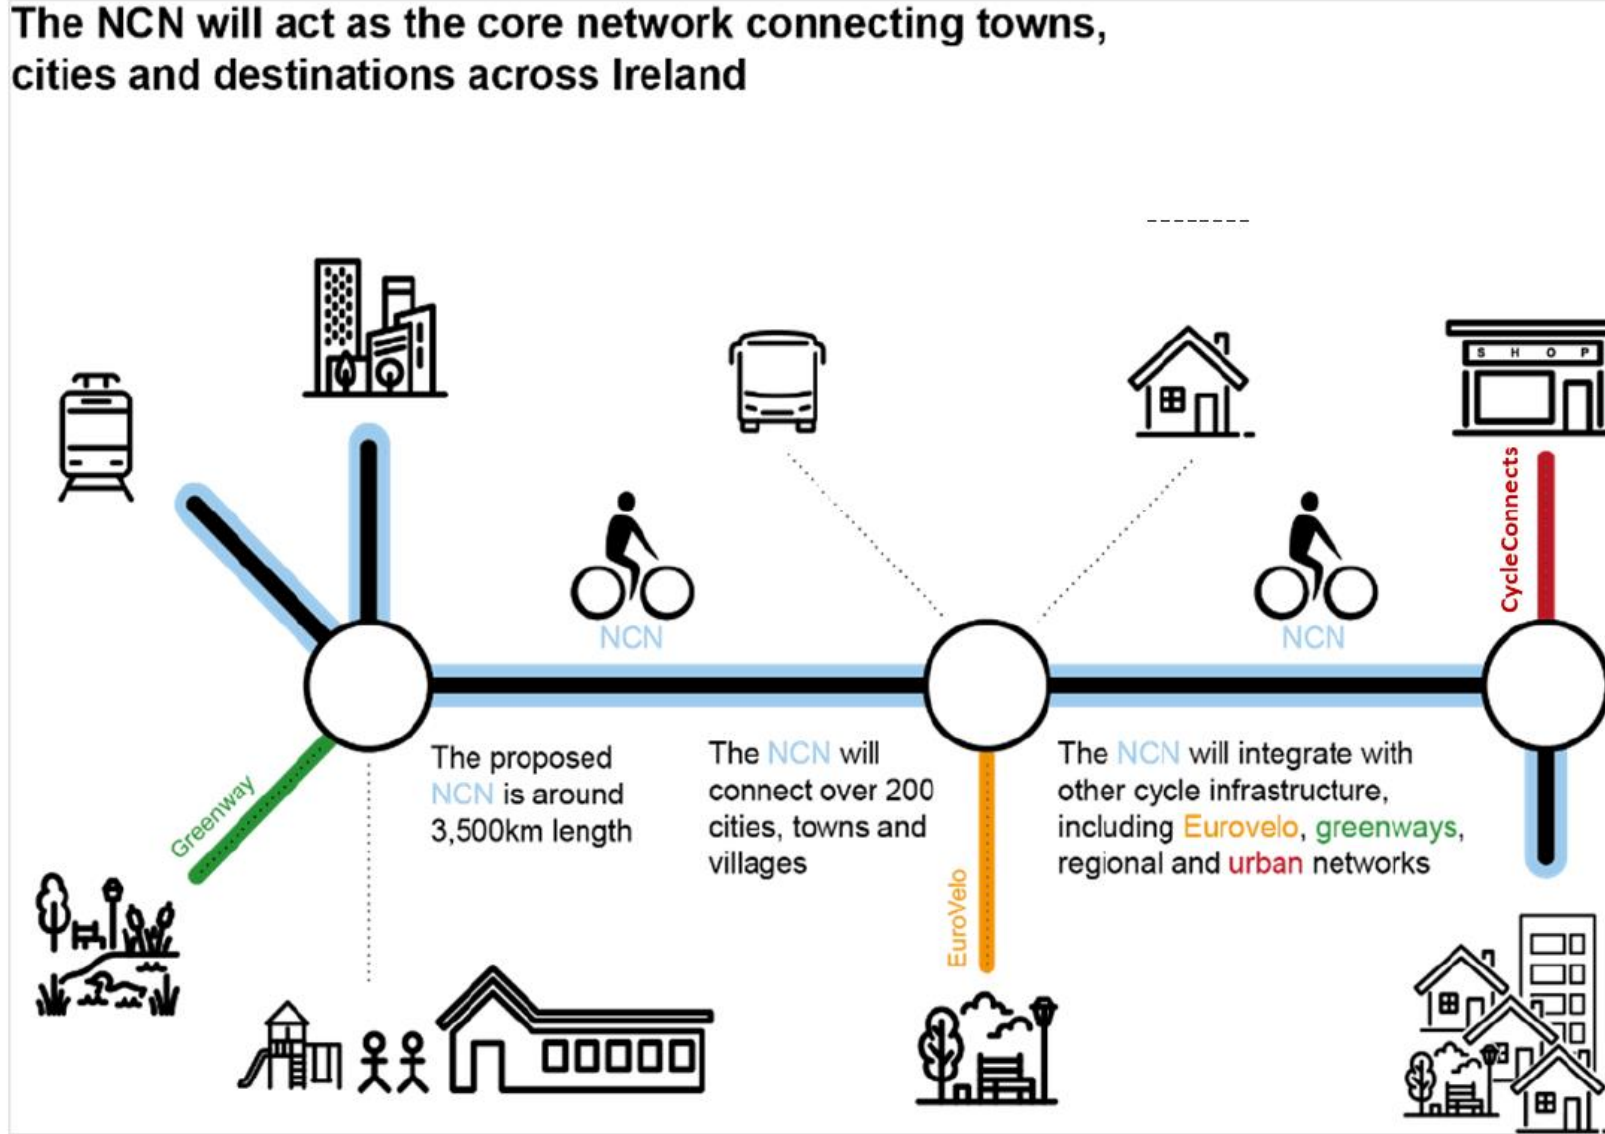 The NCN will act as the core network connecting towns,
cities and destinations across Ireland
SHOP
CycleConnects
NCN
NCN
Greenway
The proposed
NCN is around
3,500km length
The NCN will
connect over 200
cities, towns and
villages
The NCN will integrate with
other cycle infrastructure,
including Eurovelo, greenways,
regional and urban networks
EuroVelo